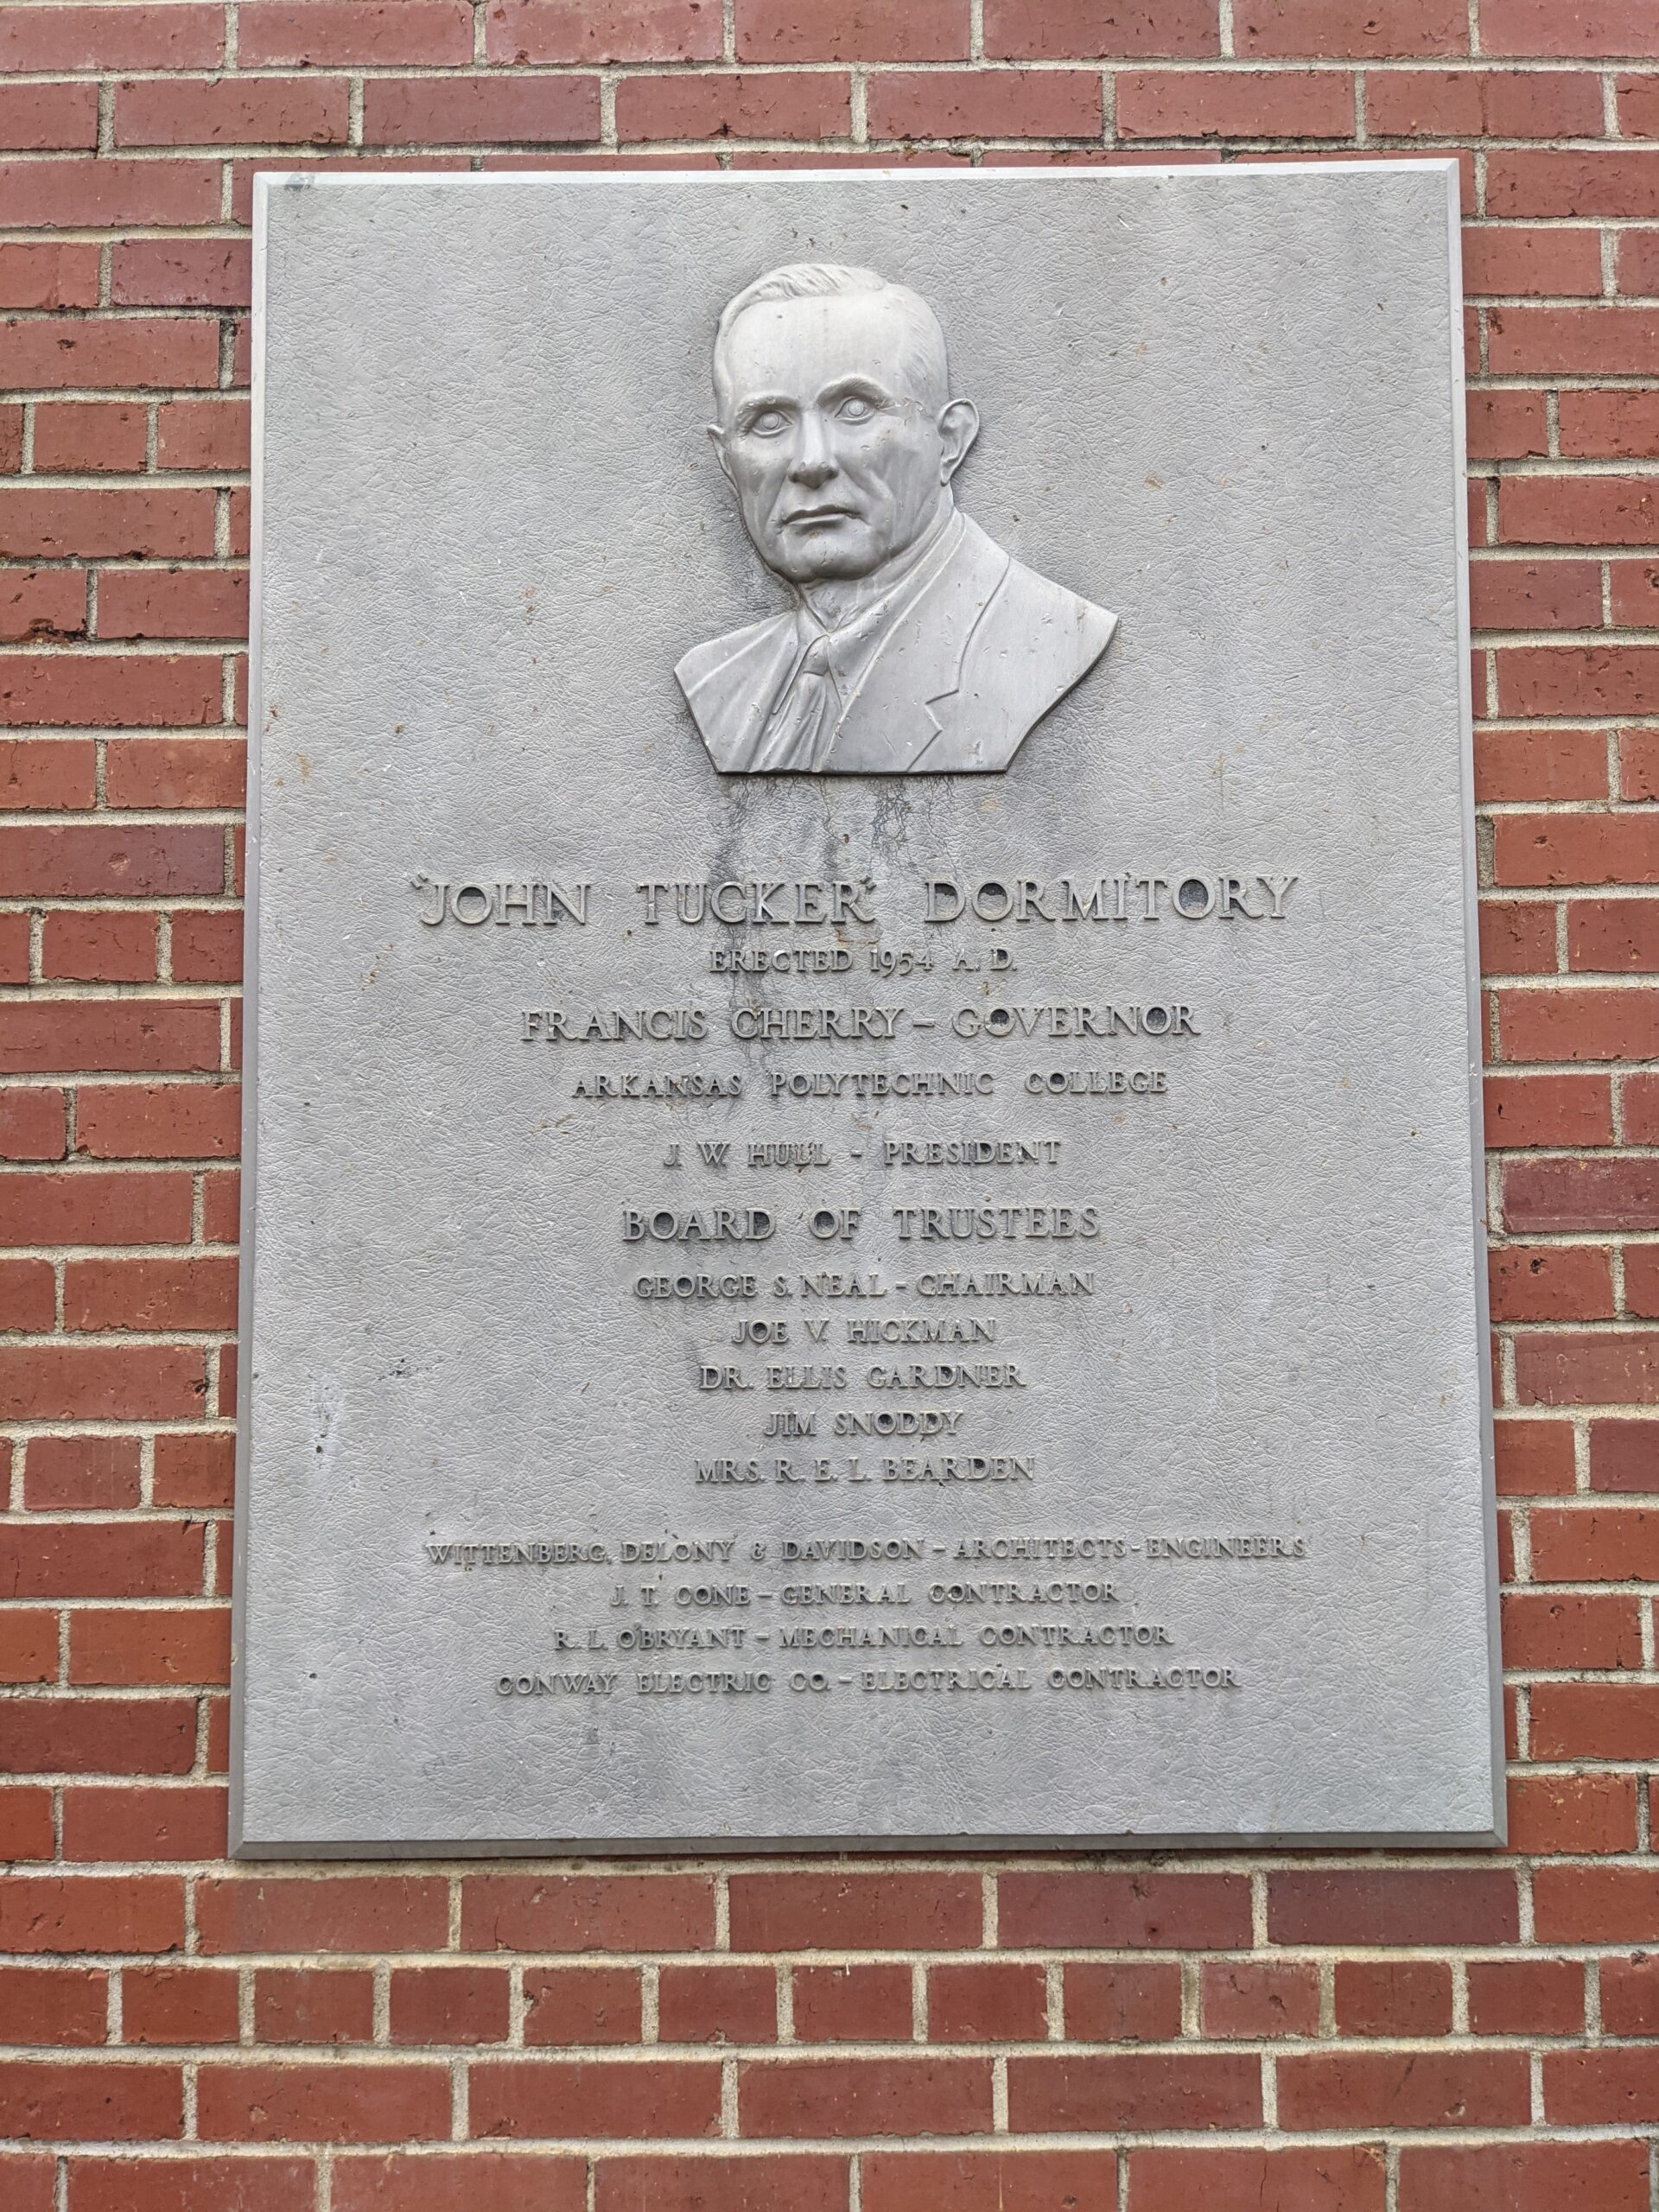 "JOHN TUCKER" DORMITORY
ERECTED 1954 A. D.
FRANCIS CHERRY – GOVERNOR
ARKANSAS POLYTECHNIC COLLEGE
J. W. HULL - PRESIDENT
BOARD OF TRUSTEES
GEORGE S. NEAL - CHAIRMAN
JOE V. HICKMAN
DR. ELLIS GARDNER
JIM SNODDY
MRS. R. E. L. BEARDEN
WITTENBERG, DELONY & DAVIDSON – ARCHITECTS - ENGINEERS
J. T. CONE – GENERAL CONTRACTOR
R. L. O'BRYANT – MECHANICAL CONTRACTOR
CONWAY ELECTRIC CO. – ELECTRICAL CONTRACTOR